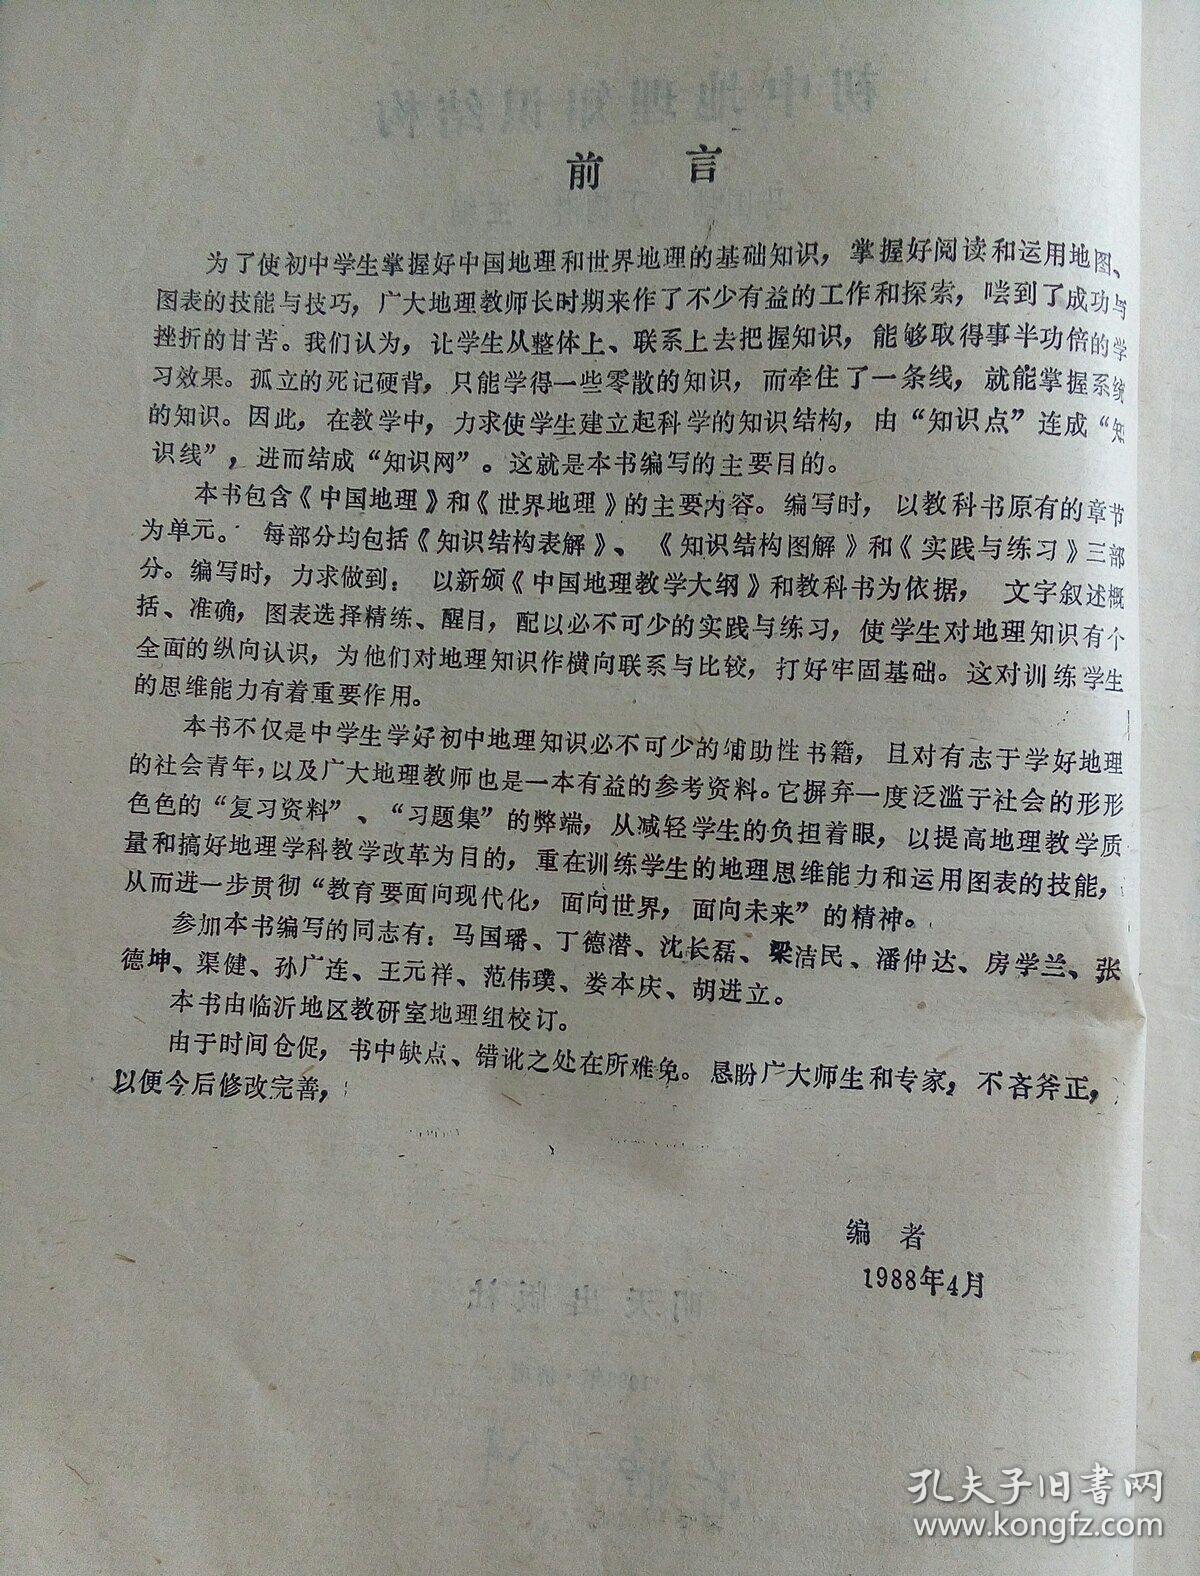 前 言
为了使初中学生掌握好中国地理和世界地理的基础知识，掌握好阅读和运用地图、
图表的技能与技巧，广大地理教师长时期来作了不少有益的工作和探索，尝到了成功与
挫折的甘苦。我们认为，让学生从整体上、联系上去把握知识，能够取得事半功倍的学
习效果。孤立的死记硬背，只能学得一些零散的知识，而牵住了一条线，就能掌握系统
的知识。因此，在教学中，力求使学生建立起科学的知识结构，由“知识点”连成“知
识线”，进而结成“知识网”。这就是本书编写的主要目的。
本书包含《中国地理》和《世界地理》的主要内容。编写时，以教科书原有的章节
为单元。每部分均包括《知识结构表解》、《知识结构图解》和《实践与练习》三部
分。编写时，力求做到：以新颁《中国地理教学大纲》和教科书为依据，文字叙述概
括、准确，图表选择精练、醒目，配以必不可少的实践与练习，使学生对地理知识有个
全面的纵向认识，为他们对地理知识作横向联系与比较，打好牢固基础。这对训练学生
的思维能力有着重要作用。
本书不仅是中学生学好初中地理知识必不可少的辅助性书籍，且对有志于学好地理
的社会青年，以及广大地理教师也是一本有益的参考资料。它摒弃一度泛滥于社会的形形
色色的“复习资料”、“习题集”的弊端，从减轻学生的负担着眼，以提高地理教学质
量和搞好地理学科教学改革为目的，重在训练学生的地理思维能力和运用图表的技能，
从而进一步贯彻“教育要面向现代化，面向世界，面向未来”的精神。
参加本书编写的同志有：马国璠、丁德潜、沈长磊、梁洁民、潘仲达、房学兰、张
德坤、渠健、孙广连、王元祥、范伟璞、娄本庆、胡进立。
本书由临沂地区教研室地理组校订。
由于时间仓促，书中缺点、错讹之处在所难免。恳盼广大师生和专家，不吝斧正，
以便今后修改完善，
编 者
1988年4月
孔夫子旧书网
www.kongfz.com